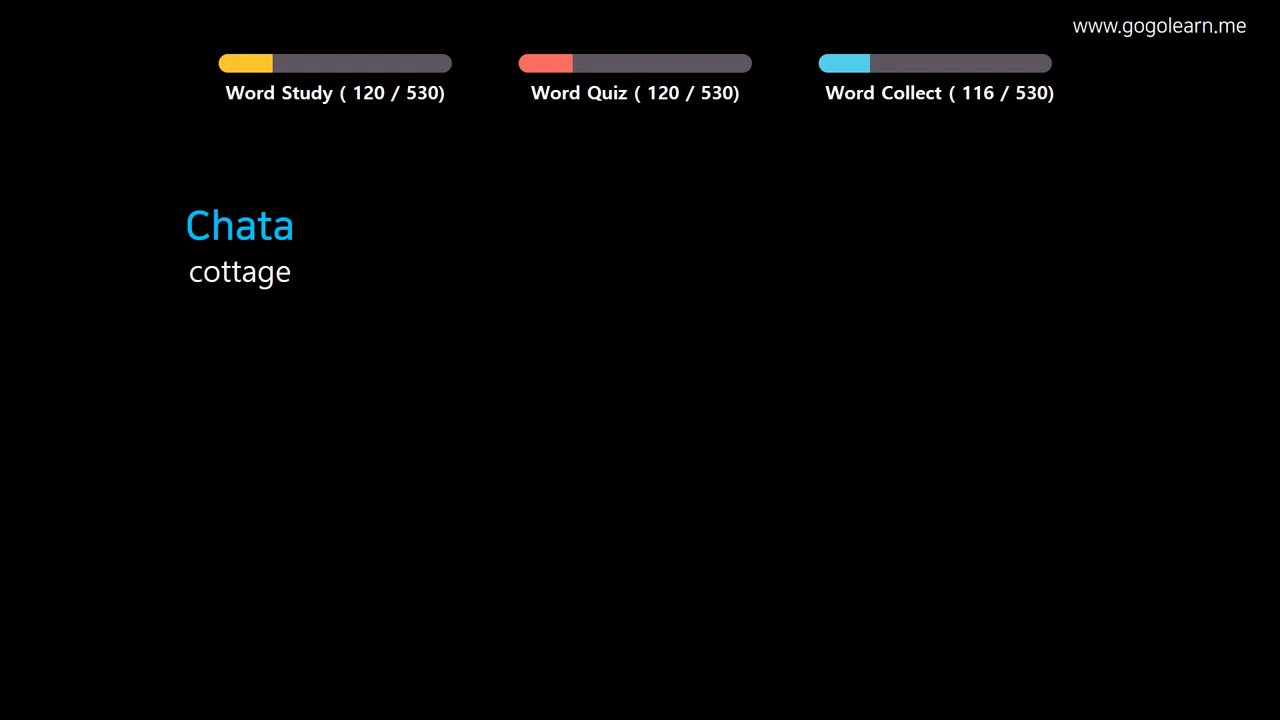 www.gogolearn.me
Word Study ( 120 / 530)
Word Quiz ( 120 / 530)
Word Collect ( 116 / 530)
Chata
cottage